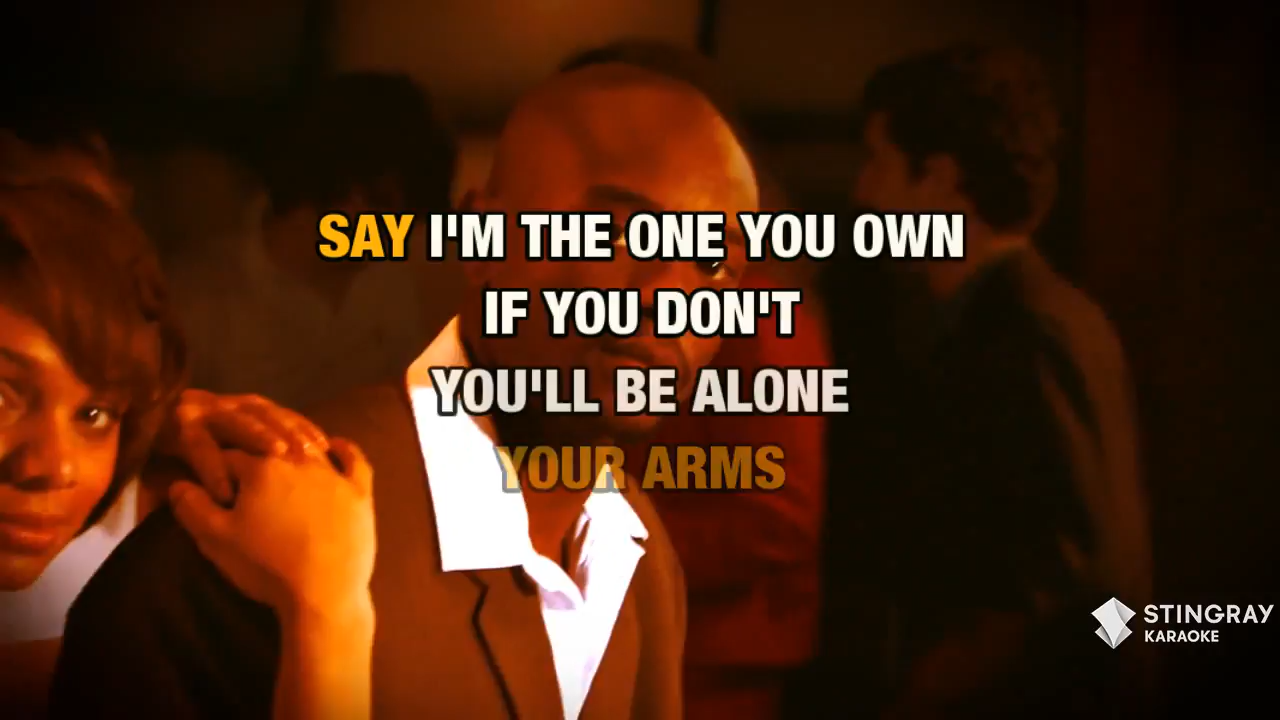 SAY I'M THE ONE YOU OWN
IF YOU DON'T
YOU'LL BE ALONE
YOUR ARMS
STINGRAY
KARAOKE